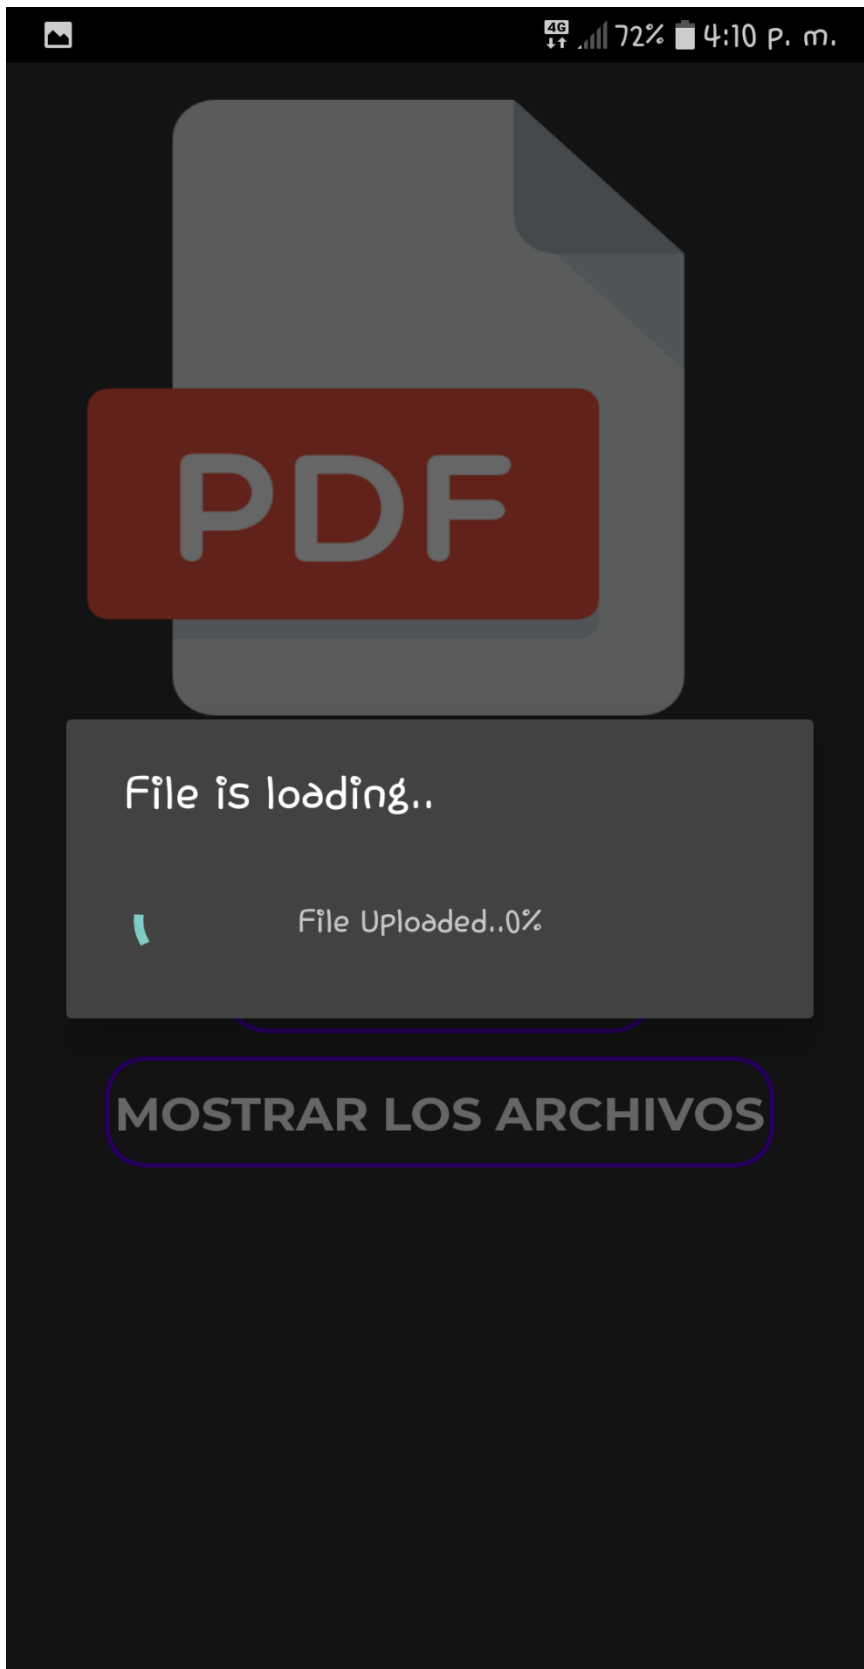 4G 72% 4:10 p. m.
PDF
File is loading..
File Uploaded..0%
MOSTRAR LOS ARCHIVOS